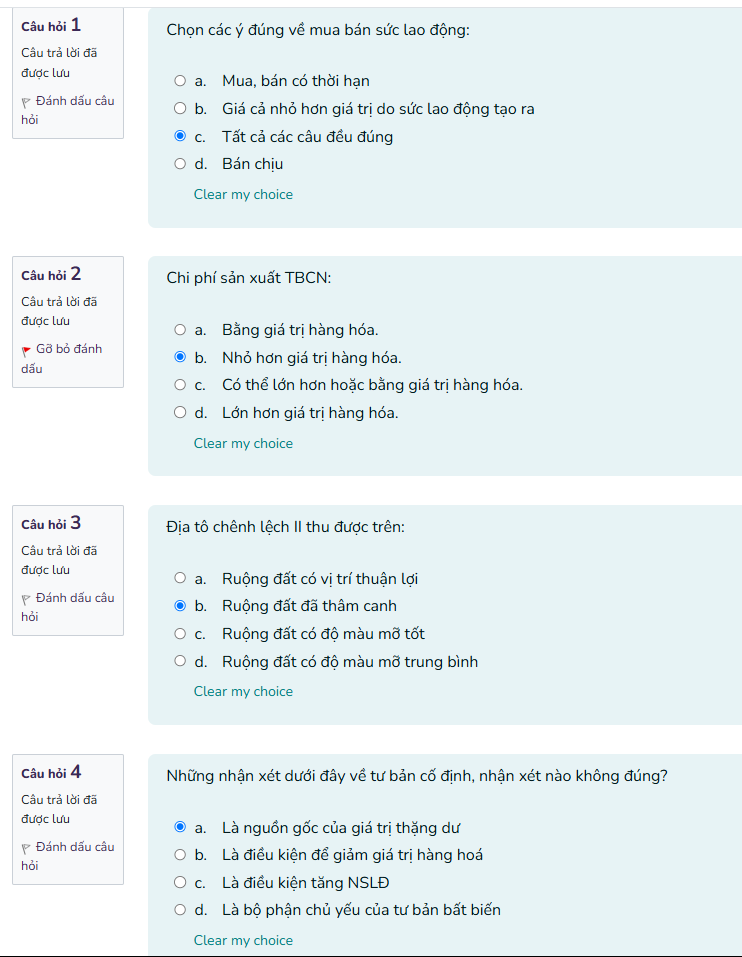 Câu hỏi 1
Câu trả lời đã
được lưu
Đánh dấu câu
hỏi
Chọn các ý đúng về mua bán sức lao động:
a. Mua, bán có thời hạn
b. Giá cả nhỏ hơn giá trị do sức lao động tạo ra
c. Tất cả các câu đều đúng
d. Bán chịu
Clear my choice
Câu hỏi 2
Câu trả lời đã
được lưu
Gỡ bỏ đánh
dấu
Chi phí sản xuất TBCN:
a. Bằng giá trị hàng hóa.
b. Nhỏ hơn giá trị hàng hóa.
c. Có thể lớn hơn hoặc bằng giá trị hàng hóa.
d. Lớn hơn giá trị hàng hóa.
Clear my choice
Câu hỏi 3
Câu trả lời đã
được lưu
Đánh dấu câu
hỏi
Địa tô chênh lệch II thu được trên:
a. Ruộng đất có vị trí thuận lợi
b. Ruộng đất đã thâm canh
c. Ruộng đất có độ màu mỡ tốt
d. Ruộng đất có độ màu mỡ trung bình
Clear my choice
Câu hỏi 4
Câu trả lời đã
được lưu
Đánh dấu câu
hỏi
Những nhận xét dưới đây về tư bản cố định, nhận xét nào không đúng?
a. Là nguồn gốc của giá trị thặng dư
b. Là điều kiện để giảm giá trị hàng hoá
c. Là điều kiện tăng NSLĐ
d. Là bộ phận chủ yếu của tư bản bất biến
Clear my choice